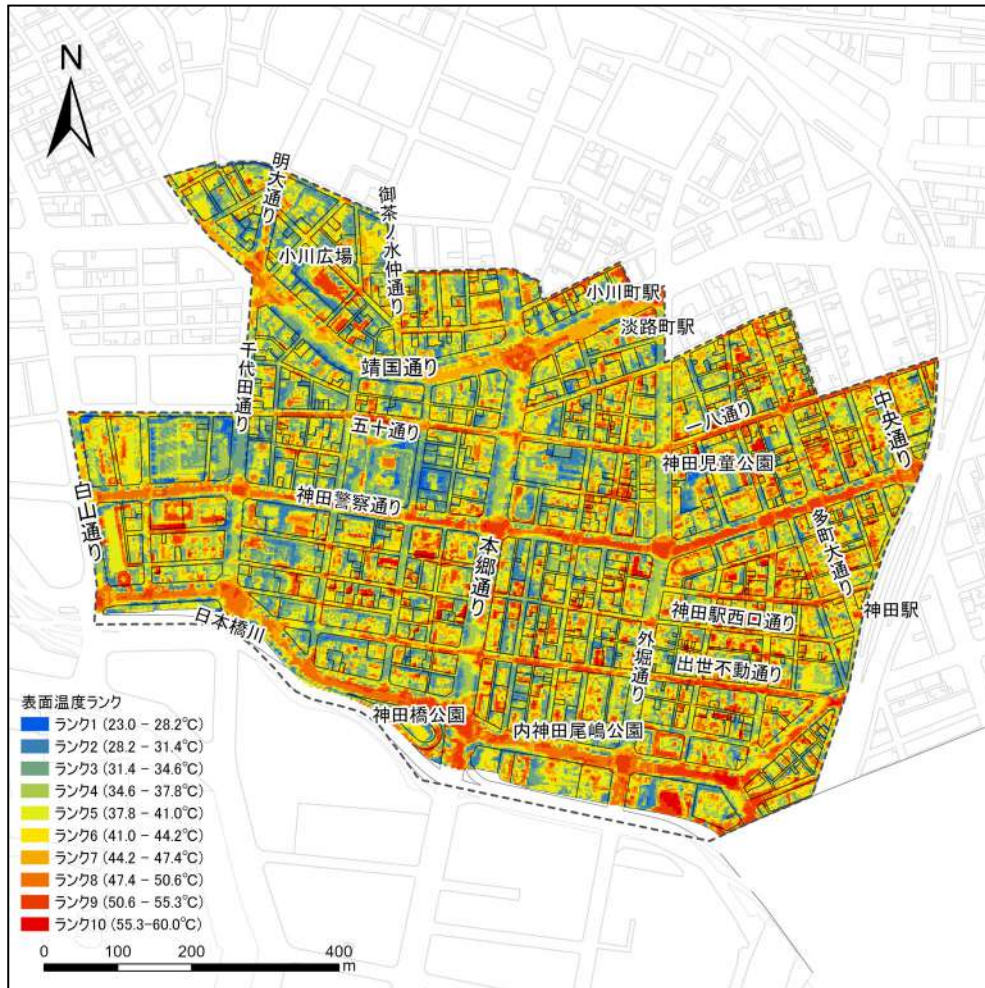 N
明大通り
御茶ノ水仲通り
小川広場
小川町駅
淡路町駅
千代田通り
靖国通り
五十通り
一八通り
中央通り
神田児童公園
白山通り
神田警察通り
本郷通り
多町大通り
神田駅西口通り
神田駅
日本橋川
外堀通り
出世不動通り
神田橋公園
内神田尾嶋公園
表面温度ランク
ランク1 (23.0 - 28.2℃)
ランク2 (28.2 - 31.4℃)
ランク3 (31.4 - 34.6℃)
ランク4 (34.6 - 37.8℃)
ランク5 (37.8 - 41.0℃)
ランク6 (41.0 - 44.2℃)
ランク7 (44.2 - 47.4℃)
ランク8 (47.4 - 50.6℃)
ランク9 (50.6 - 55.3℃)
ランク10 (55.3-60.0℃)
0 100 200 400
m